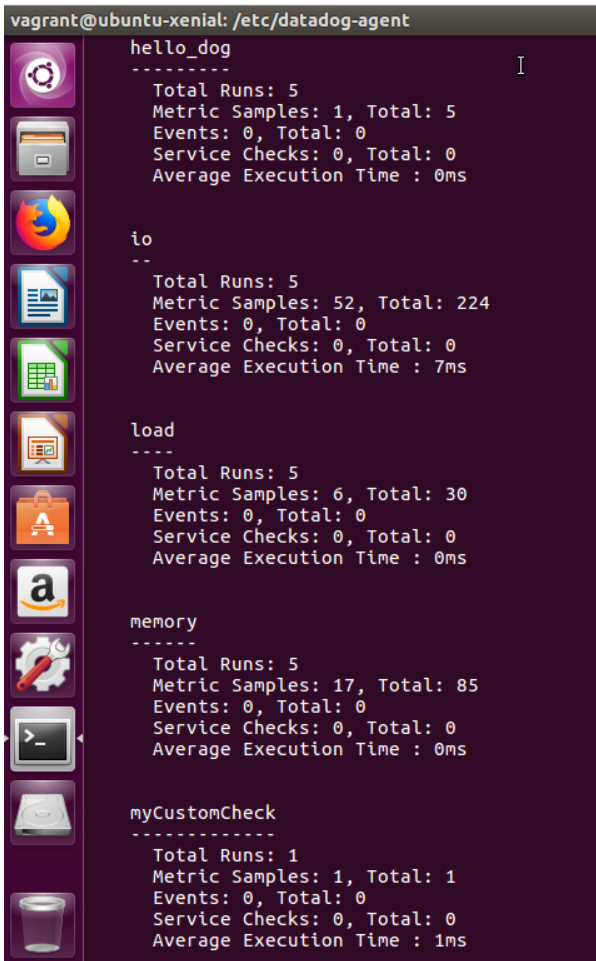 vagrant@ubuntu-xenial: /etc/datadog-agent
hello_dog
---------
Total Runs: 5
Metric Samples: 1, Total: 5
Events: 0, Total: 0
Service Checks: 0, Total: 0
Average Execution Time : 0ms
io
--
Total Runs: 5
Metric Samples: 52, Total: 224
Events: 0, Total: 0
Service Checks: 0, Total: 0
Average Execution Time : 7ms
load
----
Total Runs: 5
Metric Samples: 6, Total: 30
Events: 0, Total: 0
Service Checks: 0, Total: 0
Average Execution Time : 0ms
memory
------
Total Runs: 5
Metric Samples: 17, Total: 85
Events: 0, Total: 0
Service Checks: 0, Total: 0
Average Execution Time : 0ms
myCustomCheck
-------------
Total Runs: 1
Metric Samples: 1, Total: 1
Events: 0, Total: 0
Service Checks: 0, Total: 0
Average Execution Time : 1ms